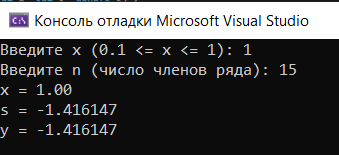 Консоль отладки Microsoft Visual Studio
Введите x (0.1 <= x <= 1): 1
Введите n (число членов ряда): 15
x = 1.00
s = -1.416147
y = -1.416147